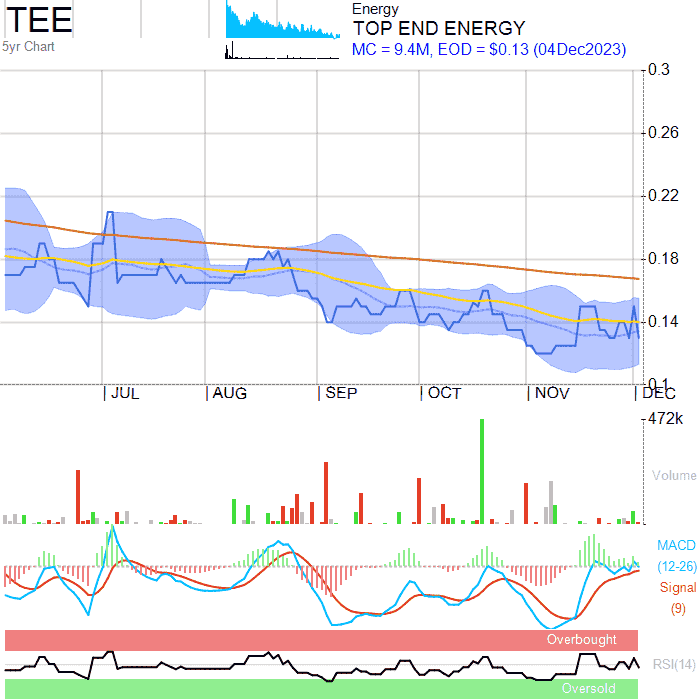 TEE
5yr Chart
Energy
TOP END ENERGY
MC = 9.4M, EOD = $0.13 (04Dec2023)
0.3
0.26
0.22
0.18
0.14
0.1
JUL AUG SEP OCT NOV DEC
472k
Volume
MACD
(12-26)
Signal
(9)
Overbought
RSI(14)
Oversold